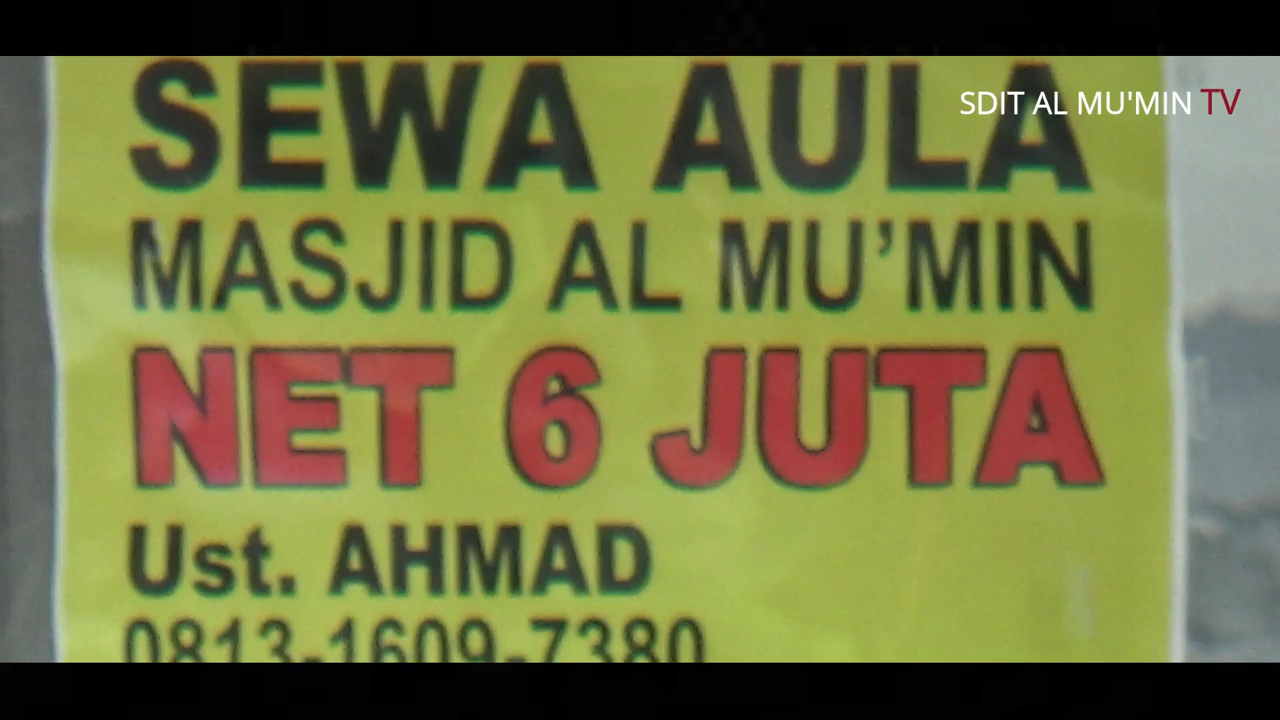 SEWA AULA
SDIT AL MU'MIN TV
MASJID AL MU'MIN
NET 6 JUTA
Ust. AHMAD
0813-1609-7380